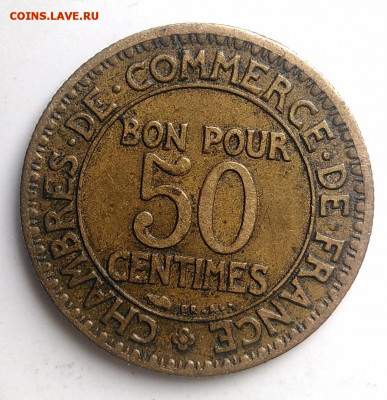 COINS.LAVE.RU
CHAMBRES · DE · COMMERCE · DE · FRANCE
BON POUR
50
CENTIMES